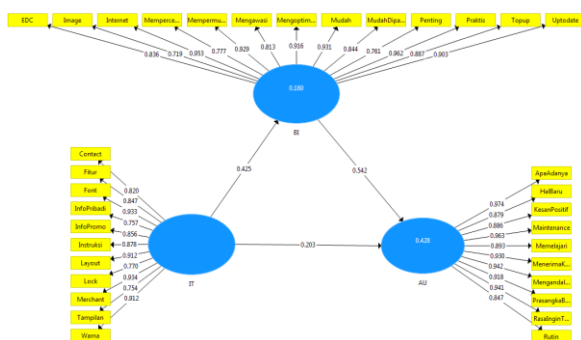 EDC
Image
Internet
Memperce...
Mempermu...
Mengawasi
Mengoptim...
Mudah
MudahDipa...
Penting
Praktis
Topup
Uptodate
0.836
0.719
0.953
0.777
0.929
0.813
0.916
0.931
0.844
0.761
0.962
0.887
0.903
0.180
BI
0.425
0.542
Contect
Fitur
Font
InfoPribadi
InfoPromo
Instruksi
Layout
Lock
Merchant
Tampilan
Warna
0.820
0.847
0.933
0.757
0.856
0.878
0.912
0.770
0.934
0.754
0.912
IT
0.203
0.428
AU
0.974
0.879
0.886
0.963
0.893
0.930
0.942
0.918
0.941
0.847
ApaAdanya
HalBaru
KesanPositif
Maintenance
Memelajari
MenerimaK...
Mengandal...
PrasangkaB...
RasaInginT...
Rutin